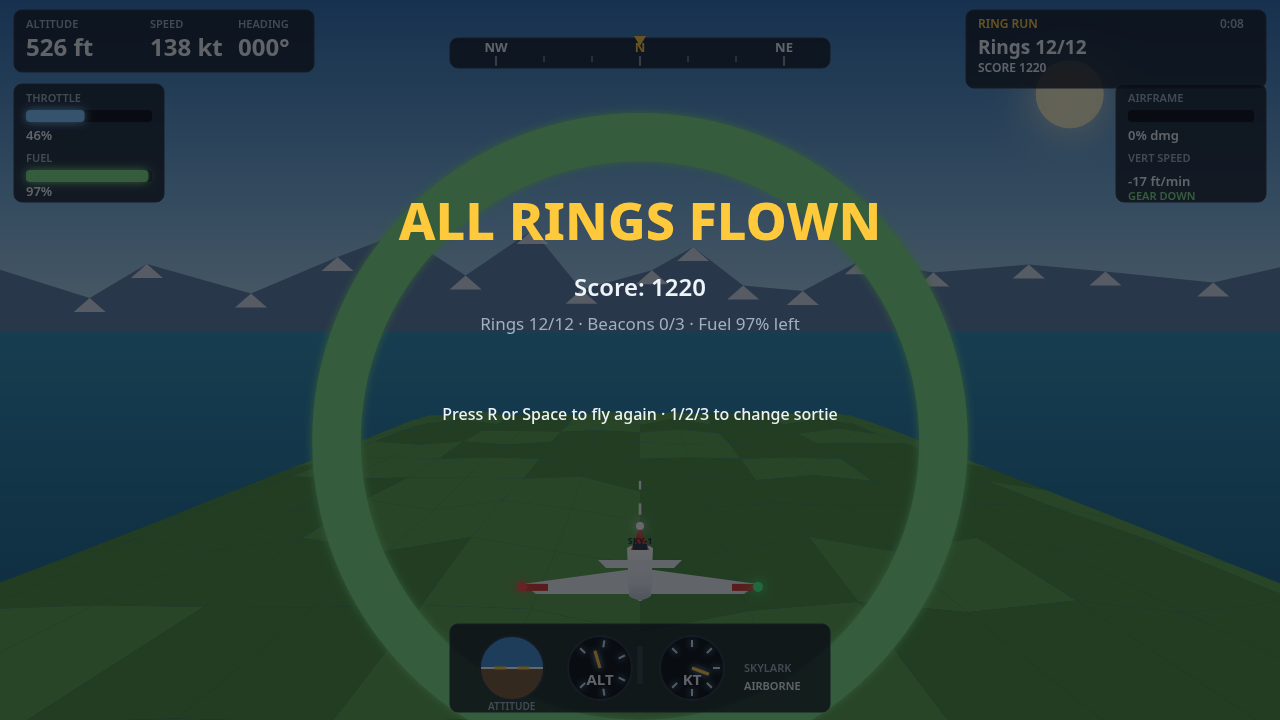 ALTITUDE SPEED HEADING
526 ft 138 kt 000°
THROTTLE
46%
FUEL
97%
NW N NE
RING RUN 0:08
Rings 12/12
SCORE 1220
AIRFRAME
0% dmg
VERT SPEED
-17 ft/min
GEAR DOWN
ALL RINGS FLOWN
Score: 1220
Rings 12/12 · Beacons 0/3 · Fuel 97% left
Press R or Space to fly again · 1/2/3 to change sortie
SKY-1
ALT KT
SKYLARK
AIRBORNE
ATTITUDE